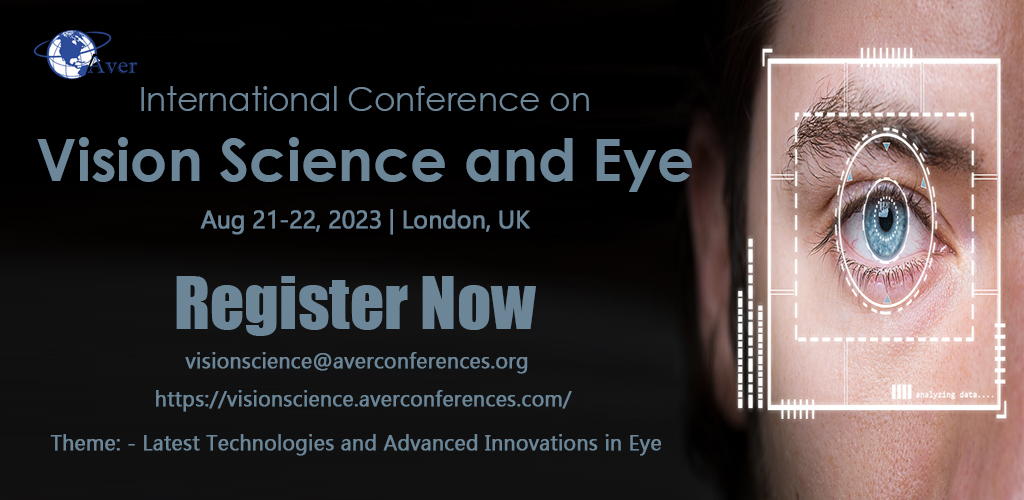 Aver
International Conference on
Vision Science and Eye
Aug 21-22, 2023 | London, UK
Register Now
visionscience@averconferences.org
https://visionscience.averconferences.com/
Theme: - Latest Technologies and Advanced Innovations in Eye
analyzing data....